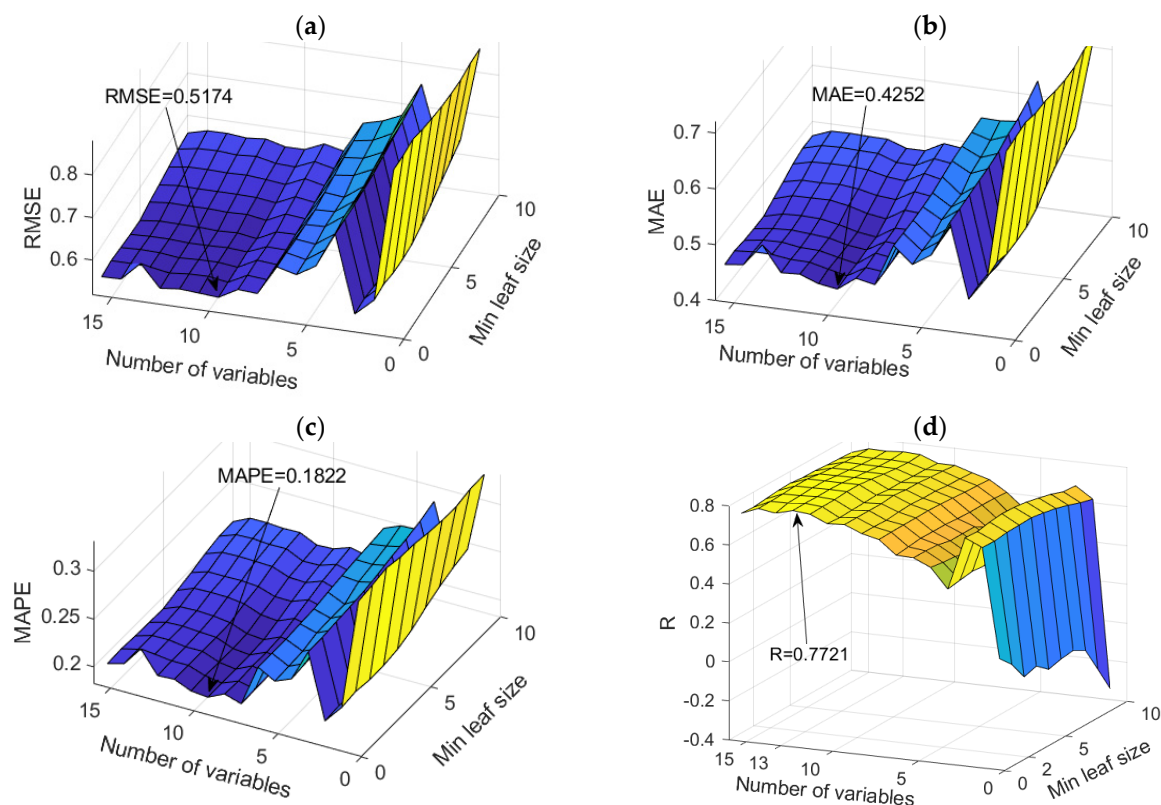 (a)
RMSE=0.5174
0.8
0.7
0.6
RMSE
15
10
5
0
Number of variables
0
5
10
Min leaf size
(b)
MAE=0.4252
0.7
0.6
0.5
0.4
MAE
15
10
5
0
Number of variables
0
5
10
Min leaf size
(c)
MAPE=0.1822
0.3
0.25
0.2
MAPE
15
10
5
0
Number of variables
0
5
10
Min leaf size
(d)
R=0.7721
0.8
0.6
0.4
0.2
0
-0.2
-0.4
R
15
13
10
5
0
Number of variables
0
2
5
10
Min leaf size